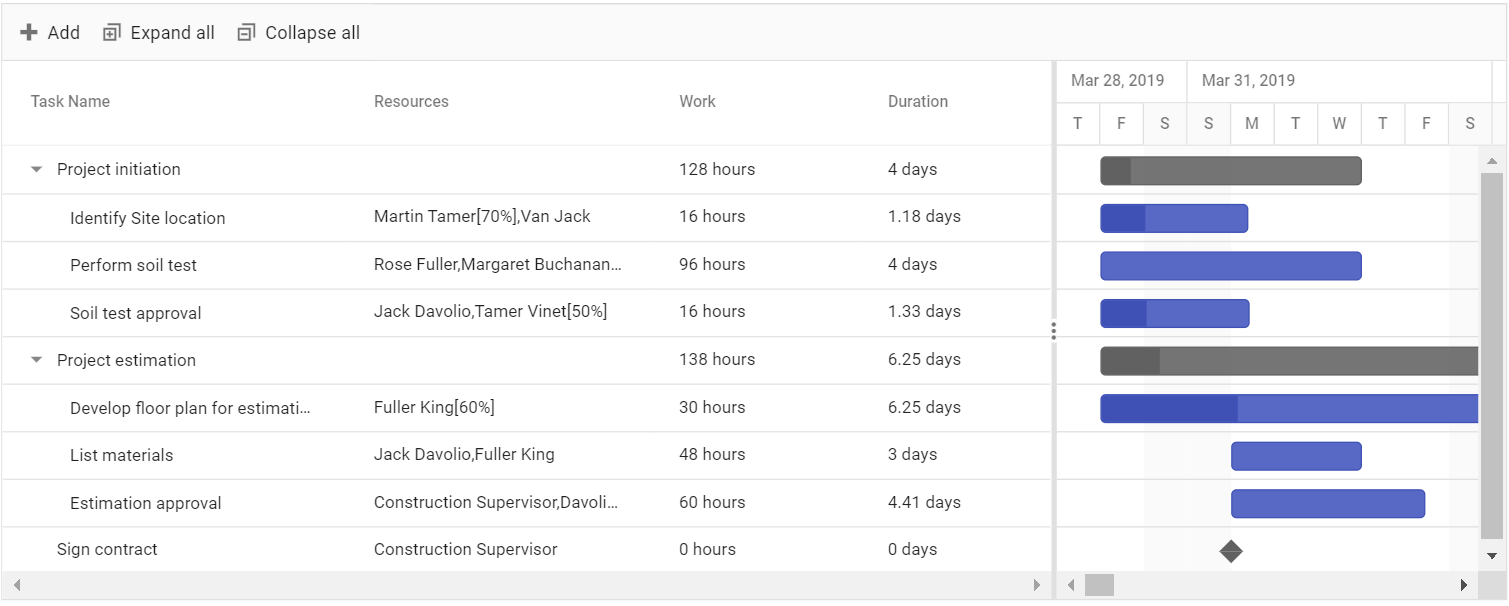 Add Expand all Collapse all
Mar 28, 2019 Mar 31, 2019
Task Name Resources Work Duration
T F S S M T W T F S
Project initiation 128 hours 4 days
Identify Site location Martin Tamer[70%],Van Jack 16 hours 1.18 days
Perform soil test Rose Fuller,Margaret Buchanan... 96 hours 4 days
Soil test approval Jack Davolio,Tamer Vinet[50%] 16 hours 1.33 days
Project estimation 138 hours 6.25 days
Develop floor plan for estimati... Fuller King[60%] 30 hours 6.25 days
List materials Jack Davolio,Fuller King 48 hours 3 days
Estimation approval Construction Supervisor,Davoli... 60 hours 4.41 days
Sign contract Construction Supervisor 0 hours 0 days